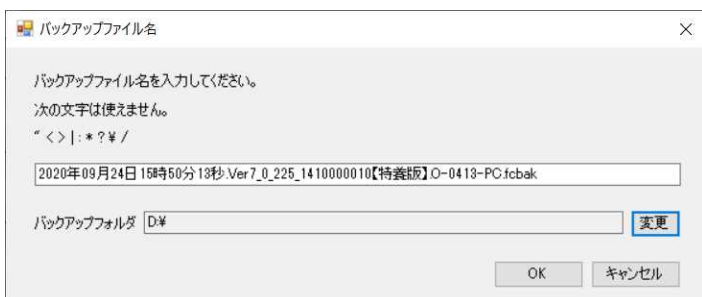 バックアップファイル名
バックアップファイル名を入力してください。
次の文字は使えません。
" < > | : * ? ¥ /
2020年09月24日15時50分13秒.Ver7_0_225_1410000010【特養版】.O-0413-PC.fcbak
バックアップフォルダ D:¥ 変更
OK キャンセル